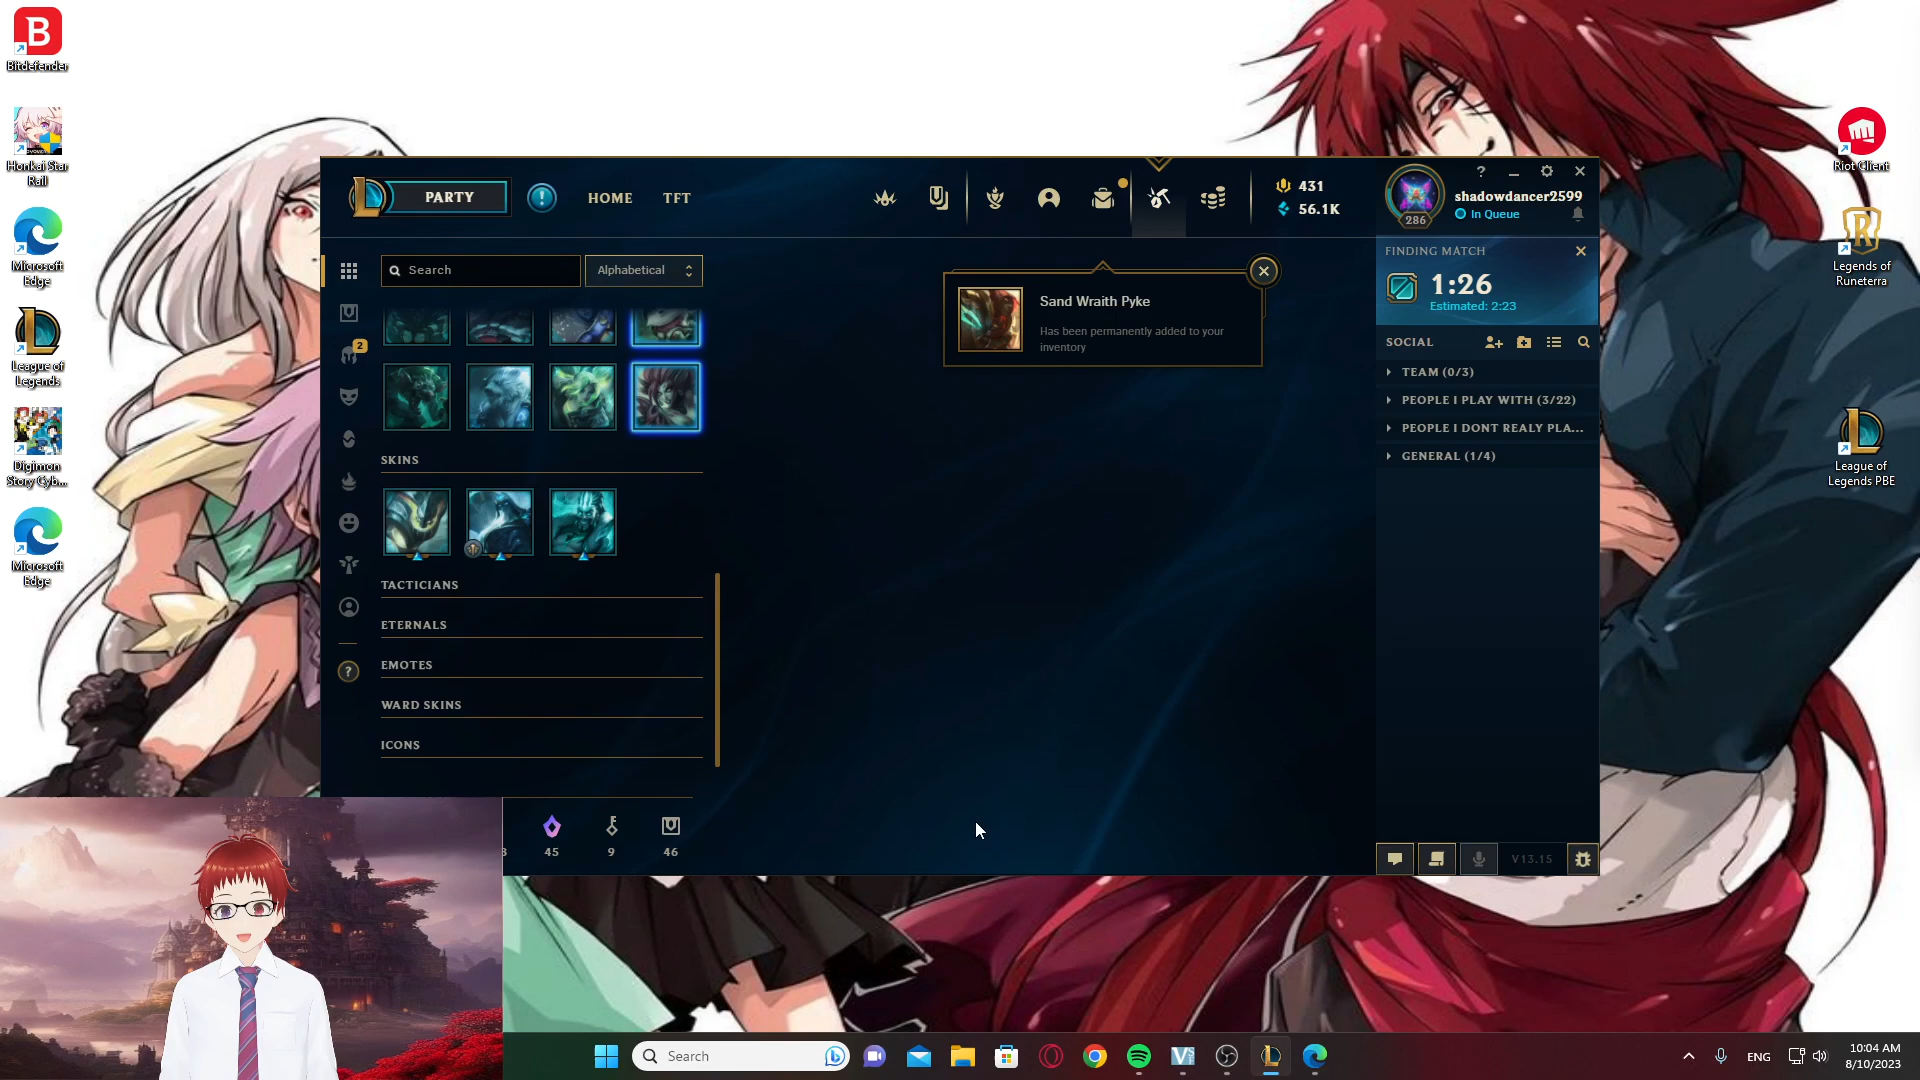 Bitdefender
Honkai Star
Rail
Microsoft
Edge
League of
Legends
Digimon
Story Cyb...
Microsoft
Edge
Riot Client
Legends of
Runeterra
League of
Legends PBE
PARTY
HOME
TFT
431
56.1K
286
shadowdancer2599
In Queue
FINDING MATCH
1:26
Estimated: 2:23
SOCIAL
TEAM (0/3)
PEOPLE I PLAY WITH (3/22)
PEOPLE I DONT REALY PLA...
GENERAL (1/4)
V13.15
Search
Alphabetical
2
Sand Wraith Pyke
Has been permanently added to your
inventory
SKINS
TACTICIANS
ETERNALS
EMOTES
WARD SKINS
ICONS
3
45
9
46
Search
ENG
10:04 AM
8/10/2023